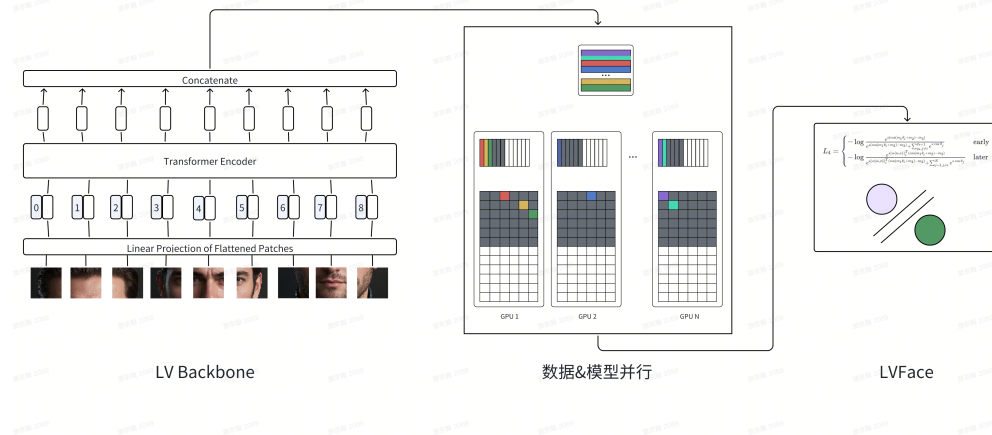 Concatenate
Transformer Encoder
0 1 2 3 4 5 6 7 8
Linear Projection of Flattened Patches
LV Backbone
...
...
GPU 1
GPU 2
GPU N
数据&模型并行
early
later
LVFace